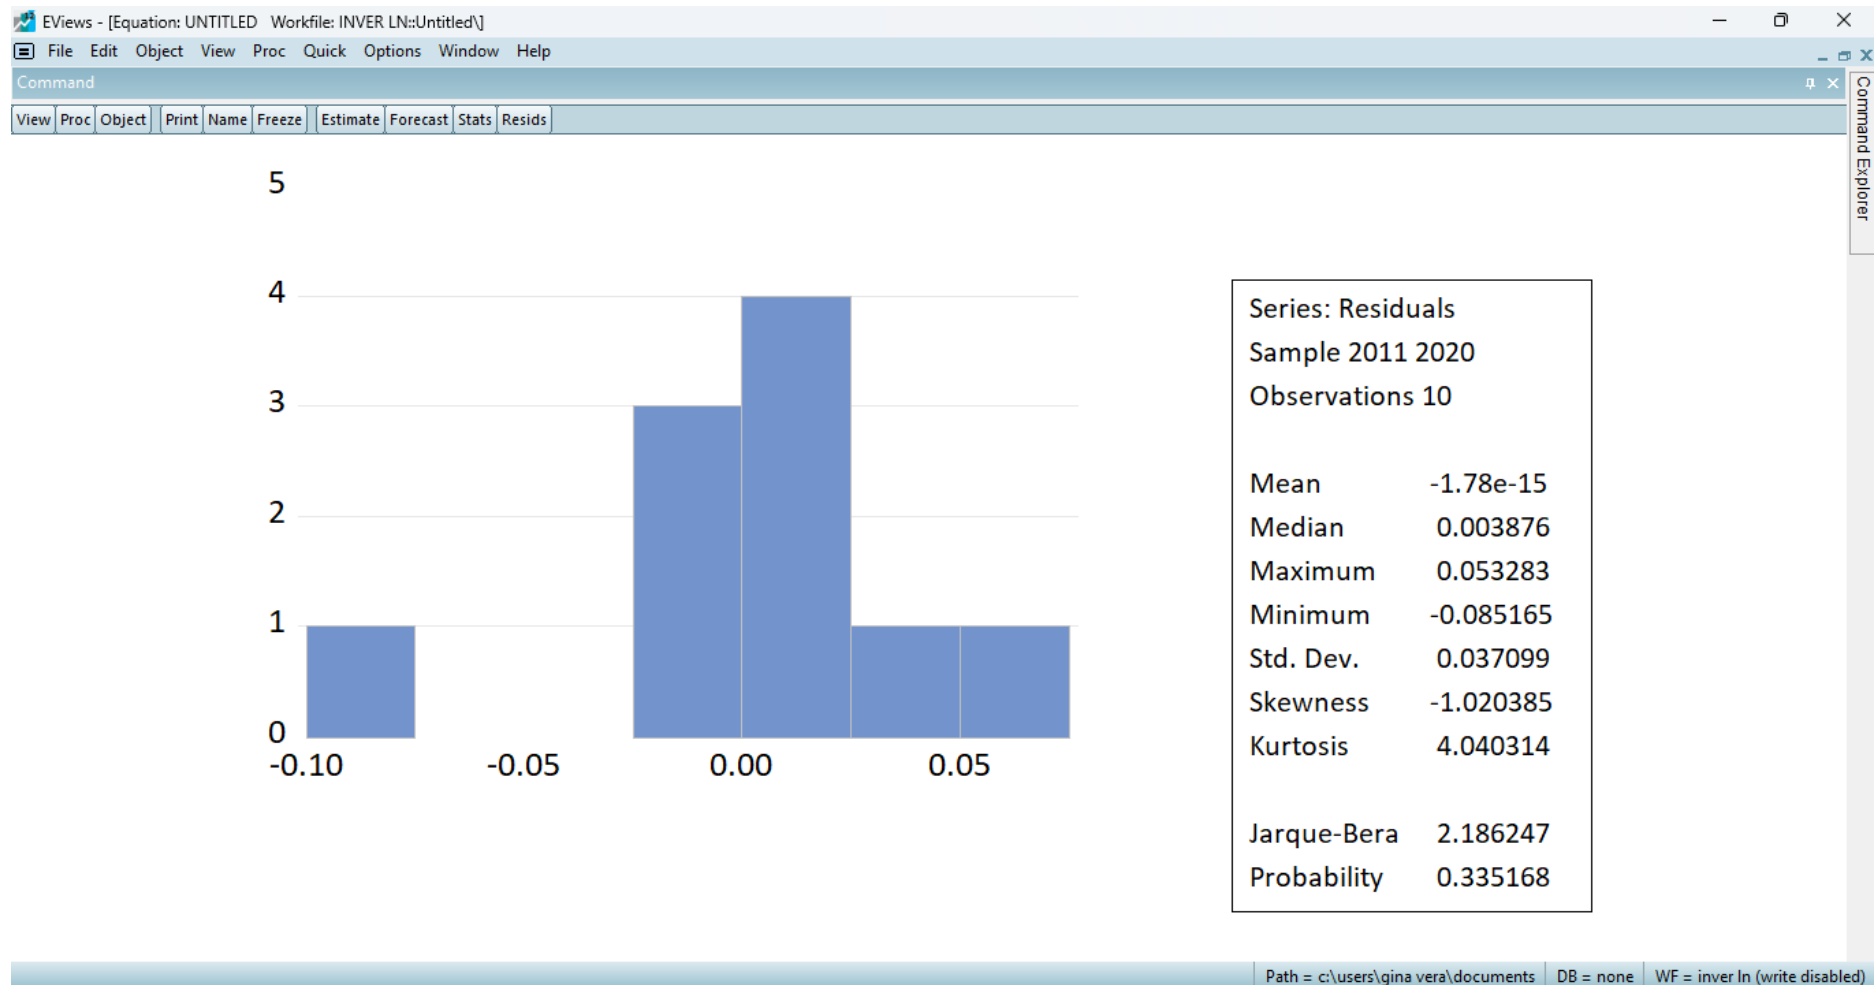 EViews - [Equation: UNTITLED Workfile: INVER LN::Untitled\]
File Edit Object View Proc Quick Options Window Help
Command
View Proc Object Print Name Freeze Estimate Forecast Stats Resids
Command Explorer
5
4
3
2
1
0
-0.10 -0.05 0.00 0.05
Series: Residuals
Sample 2011 2020
Observations 10
Mean -1.78e-15
Median 0.003876
Maximum 0.053283
Minimum -0.085165
Std. Dev. 0.037099
Skewness -1.020385
Kurtosis 4.040314
Jarque-Bera 2.186247
Probability 0.335168
Path = c:\users\gina vera\documents DB = none WF = inver ln (write disabled)